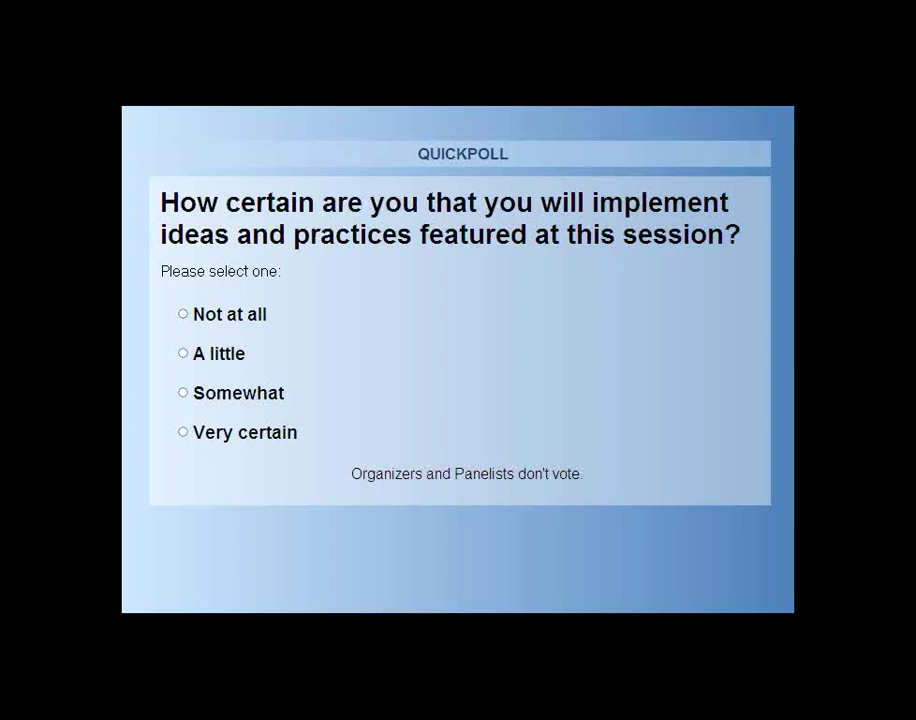 QUICKPOLL
How certain are you that you will implement
ideas and practices featured at this session?
Please select one:
Not at all
A little
Somewhat
Very certain
Organizers and Panelists don't vote.